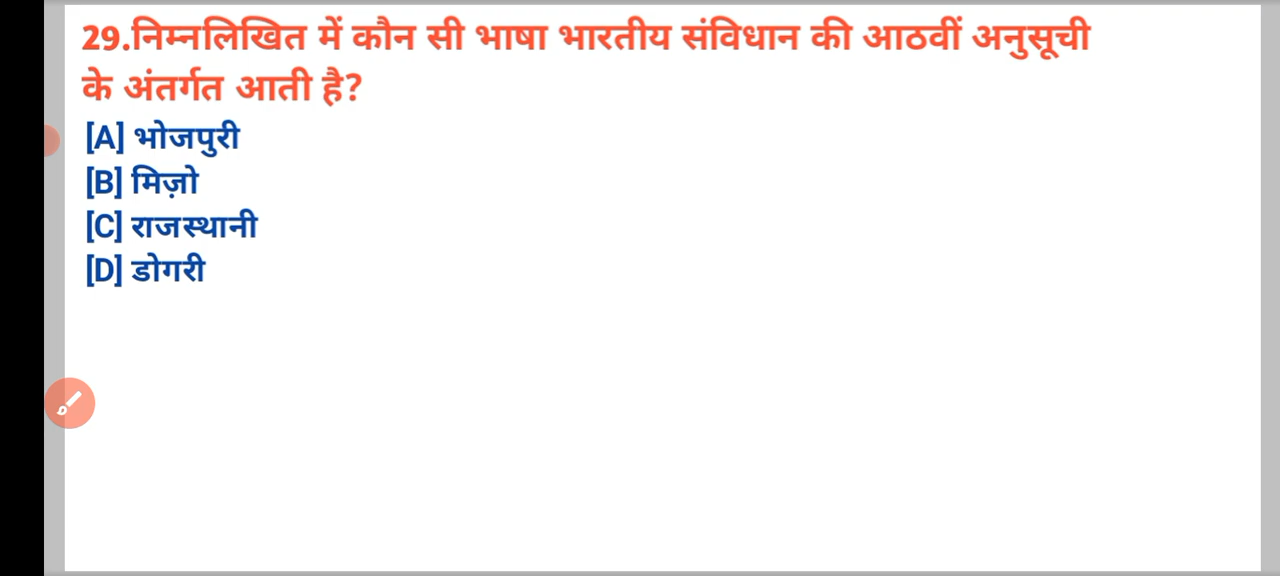 29.निम्नलिखित में कौन सी भाषा भारतीय संविधान की आठवीं अनुसूची
के अंतर्गत आती है?
[A] भोजपुरी
[B] मिज़ो
[C] राजस्थानी
[D] डोगरी